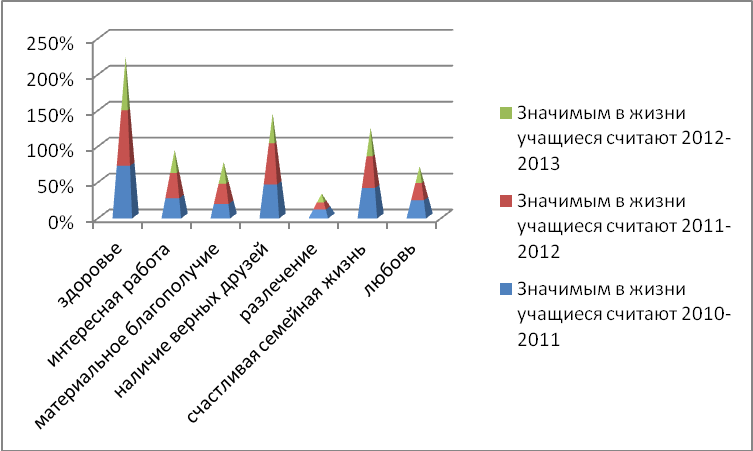 250%
200%
150%
100%
50%
0%
здоровье
интересная работа
материальное благополучие
наличие верных друзей
разлечение
счастливая семейная жизнь
любовь
Значимым в жизни
учащиеся считают 2012-
2013
Значимым в жизни
учащиеся считают 2011-
2012
Значимым в жизни
учащиеся считают 2010-
2011